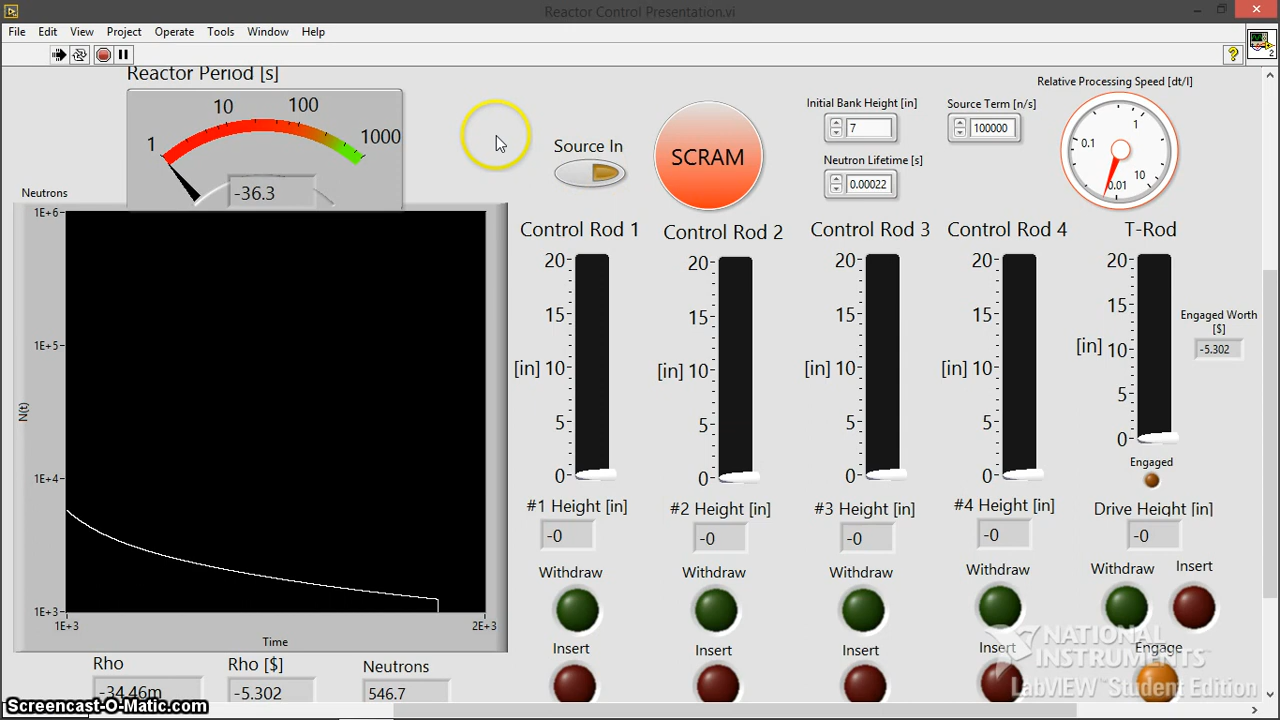 Reactor Control Presentation.vi
File Edit View Project Operate Tools Window Help
2
Reactor Period [s]
1 10 100 1000
-36.3
Source In
SCRAM
Initial Bank Height [in]
7
Neutron Lifetime [s]
0.00022
Source Term [n/s]
100000
Relative Processing Speed [dt/l]
0.01 0.1 1 10
Neutrons
1E+6
1E+5
1E+4
1E+3
N(t)
1E+3 2E+3
Time
Control Rod 1 Control Rod 2 Control Rod 3 Control Rod 4 T-Rod
20 20 20 20 20
15 15 15 15 15
[in] 10 [in] 10 [in] 10 [in] 10 [in] 10
5 5 5 5 5
0 0 0 0 0
Engaged Worth
[$]
-5.302
Engaged
#1 Height [in] #2 Height [in] #3 Height [in] #4 Height [in] Drive Height [in]
-0 -0 -0 -0 -0
Withdraw Withdraw Withdraw Withdraw Withdraw Insert
Insert Insert Insert Insert Engage
Rho Rho [$] Neutrons
-34.46m -5.302 546.7
NATIONAL
INSTRUMENTS™
LabVIEW™ Student Edition
Screencast-O-Matic.com